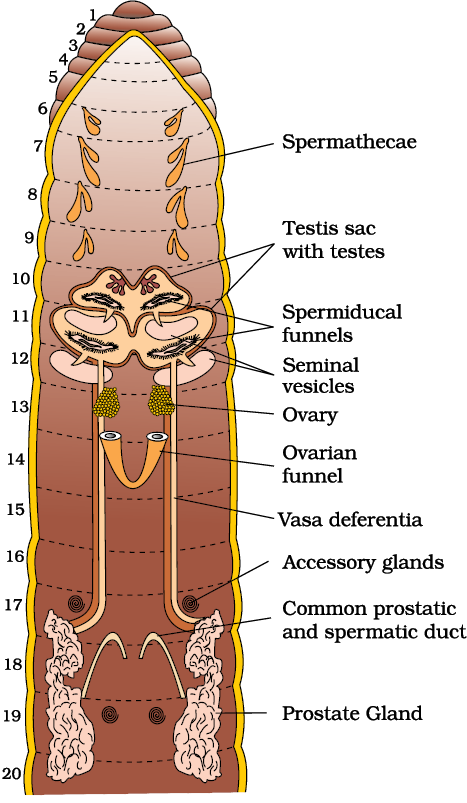 1
2
3
4
5
6
7
8
9
10
11
12
13
14
15
16
17
18
19
20
Spermathecae
Testis sac
with testes
Spermiducal
funnels
Seminal
vesicles
Ovary
Ovarian
funnel
Vasa deferentia
Accessory glands
Common prostatic
and spermatic duct
Prostate Gland